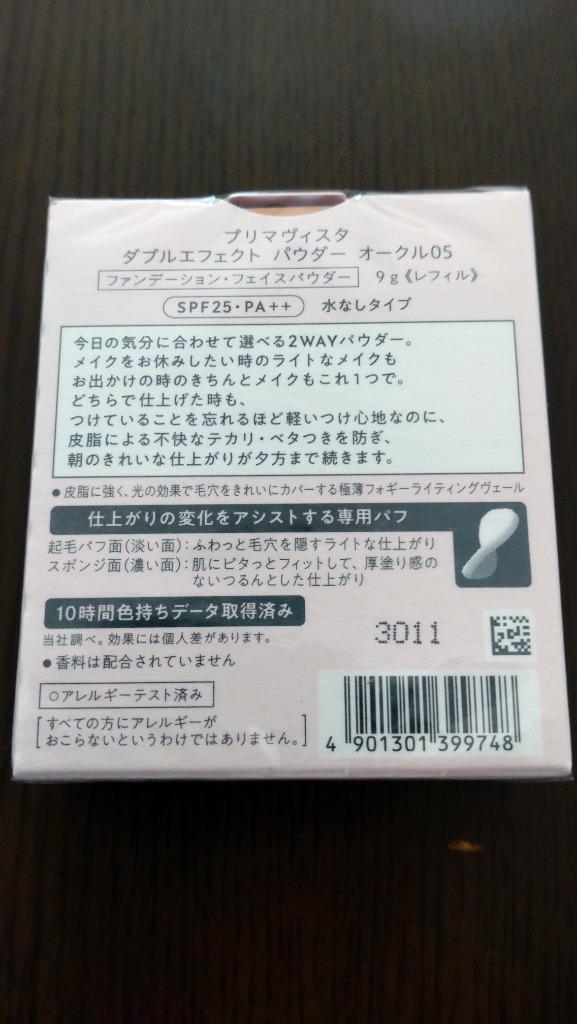 プリマヴィスタ
ダブルエフェクト パウダー オークル05
ファンデーション・フェイスパウダー 9g《レフィル》
SPF25・PA++ 水なしタイプ
今日の気分に合わせて選べる2WAYパウダー。
メイクをお休みしたい時のライトなメイクも
お出かけの時のきちんとメイクもこれ1つで。
どちらで仕上げた時も、
つけていることを忘れるほど軽いつけ心地なのに、
皮脂による不快なテカリ・ベタつきを防ぎ、
朝のきれいな仕上がりが夕方まで続きます。
●皮脂に強く、光の効果で毛穴をきれいにカバーする極薄フォギーライティングヴェール
仕上がりの変化をアシストする専用パフ
起毛パフ面(淡い面):ふわっと毛穴を隠すライトな仕上がり
スポンジ面(濃い面):肌にピタっとフィットして、厚塗り感の
ないつるんとした仕上がり
10時間色持ちデータ取得済み
当社調べ。効果には個人差があります。
3011
●香料は配合されていません
○アレルギーテスト済み
[すべての方にアレルギーが
おこらないというわけではありません。]
4 901301 399748